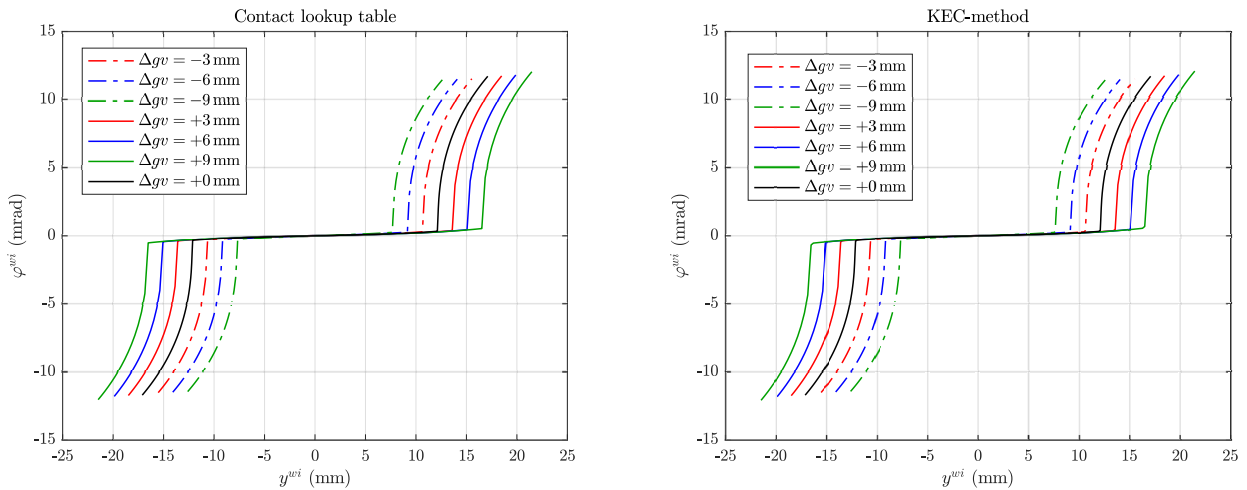 Contact lookup table
15
10
5
0
-5
-10
-15
φ^wi (mrad)
Δgv = −3 mm
Δgv = −6 mm
Δgv = −9 mm
Δgv = +3 mm
Δgv = +6 mm
Δgv = +9 mm
Δgv = +0 mm
-25 -20 -15 -10 -5 0 5 10 15 20 25
y^wi (mm)
KEC-method
15
10
5
0
-5
-10
-15
φ^wi (mrad)
Δgv = −3 mm
Δgv = −6 mm
Δgv = −9 mm
Δgv = +3 mm
Δgv = +6 mm
Δgv = +9 mm
Δgv = +0 mm
-25 -20 -15 -10 -5 0 5 10 15 20 25
y^wi (mm)